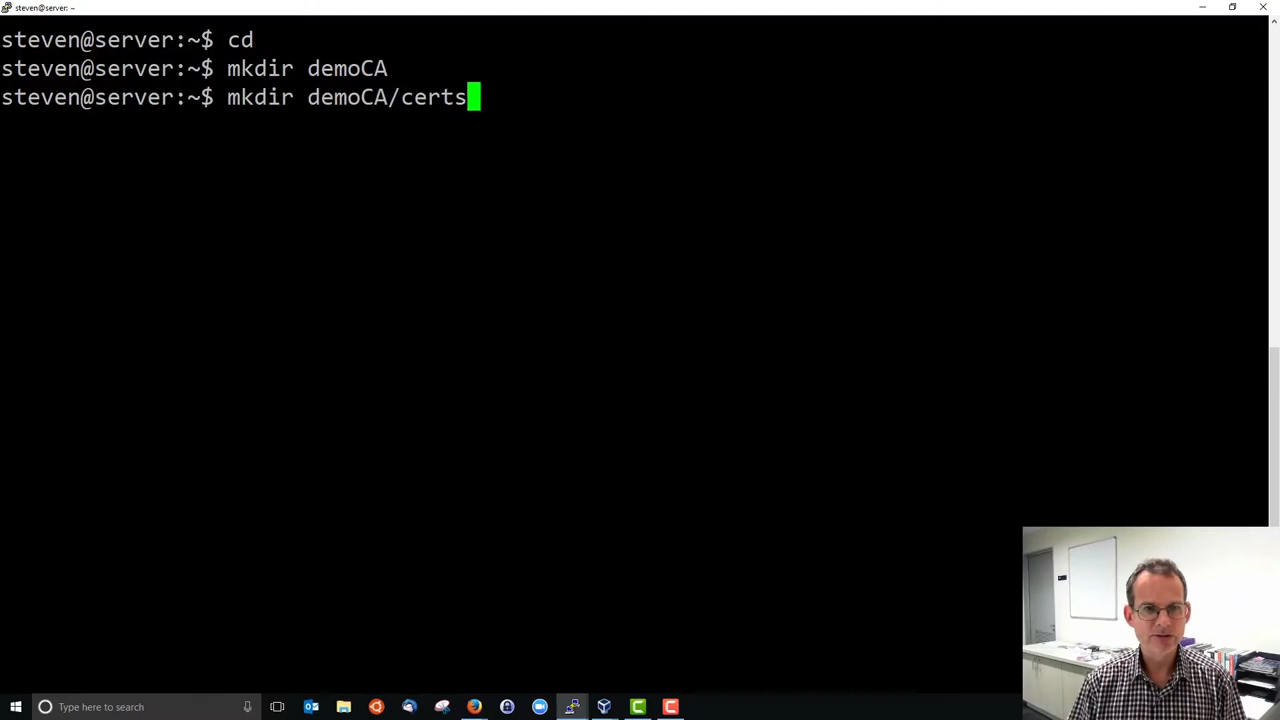 steven@server: ~
steven@server:~$ cd
steven@server:~$ mkdir demoCA
steven@server:~$ mkdir demoCA/certs
Type here to search